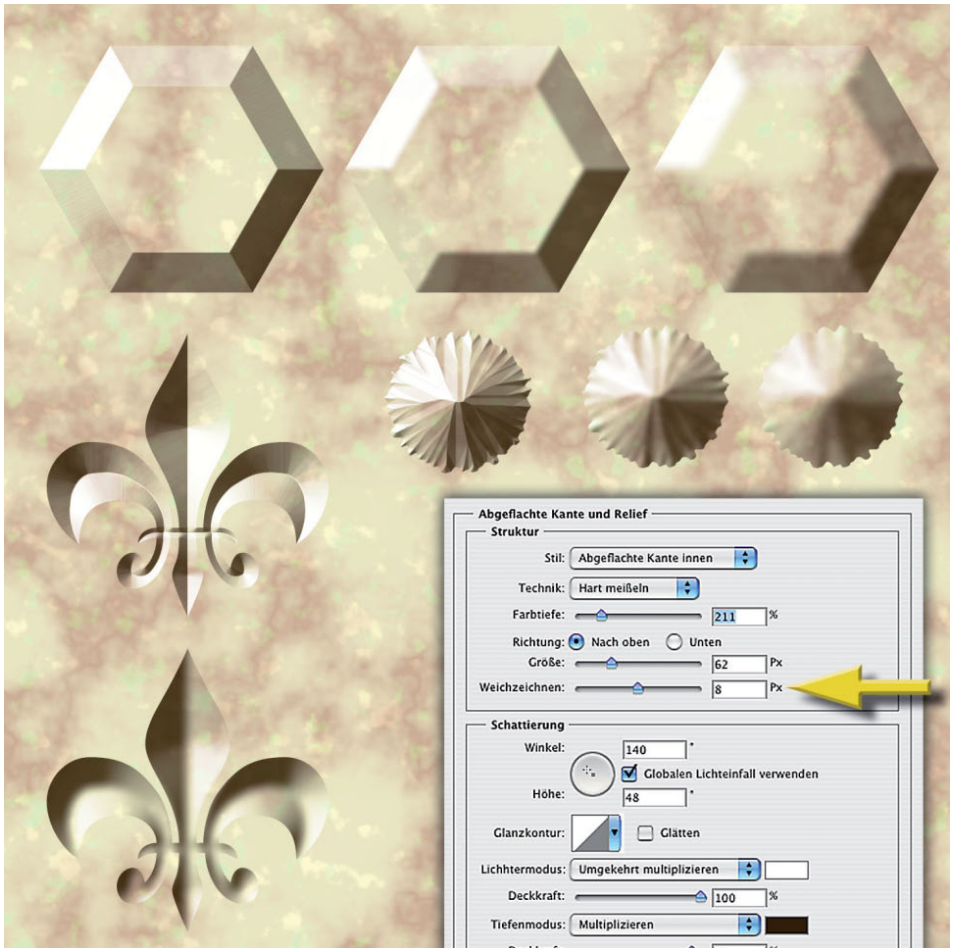 Abgeflachte Kante und Relief
Struktur
Stil: Abgeflachte Kante innen
Technik: Hart meißeln
Farbtiefe: 211 %
Richtung: Nach oben Unten
Größe: 62 Px
Weichzeichnen: 8 Px
Schattierung
Winkel: 140 °
Globalen Lichteinfall verwenden
Höhe: 48 °
Glanzkontur: Glätten
Lichtermodus: Umgekehrt multiplizieren
Deckkraft: 100 %
Tiefenmodus: Multiplizieren